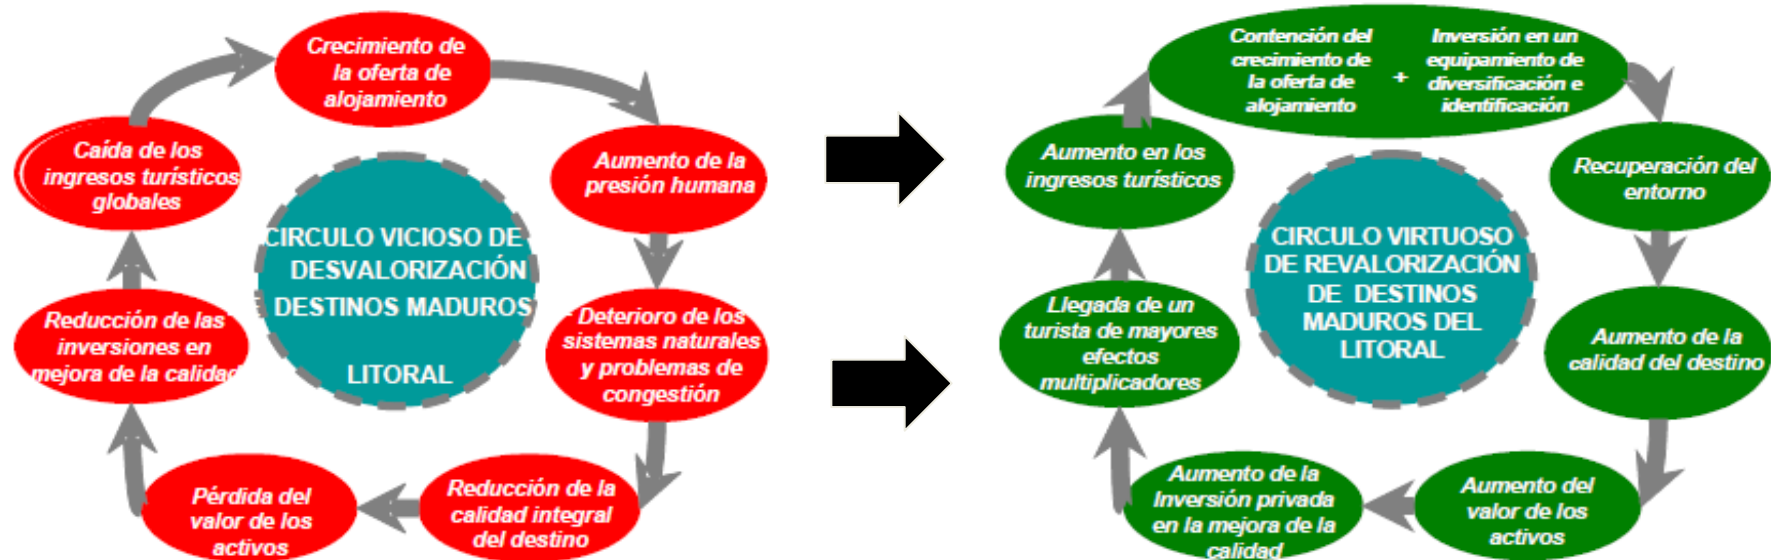 Crecimiento de
la oferta de
alojamiento
Aumento de la
presión humana
- Deterioro de los
sistemas naturales
y problemas de
congestión
Reducción de la
calidad integral
del destino
Pérdida del
valor de los
activos
Reducción de las
inversiones en
mejora de la calidad
Caída de los
ingresos turísticos
globales
CIRCULO VICIOSO DE
DESVALORIZACIÓN
DESTINOS MADUROS
LITORAL
Contención del
crecimiento de
la oferta de
alojamiento
+
Inversión en un
equipamiento de
diversificación e
identificación
Recuperación del
entorno
Aumento de la
calidad del destino
Aumento del
valor de los
activos
Aumento de la
Inversión privada
en la mejora de la
calidad
Llegada de un
turista de mayores
efectos
multiplicadores
Aumento en los
ingresos turísticos
CIRCULO VIRTUOSO
DE REVALORIZACIÓN
DE DESTINOS
MADUROS DEL
LITORAL